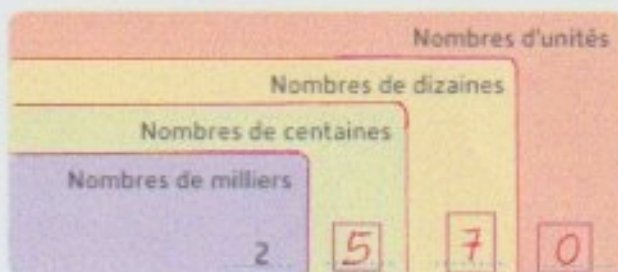 Nombres d'unités
Nombres de dizaines
Nombres de centaines
Nombres de milliers
2 5 7 0